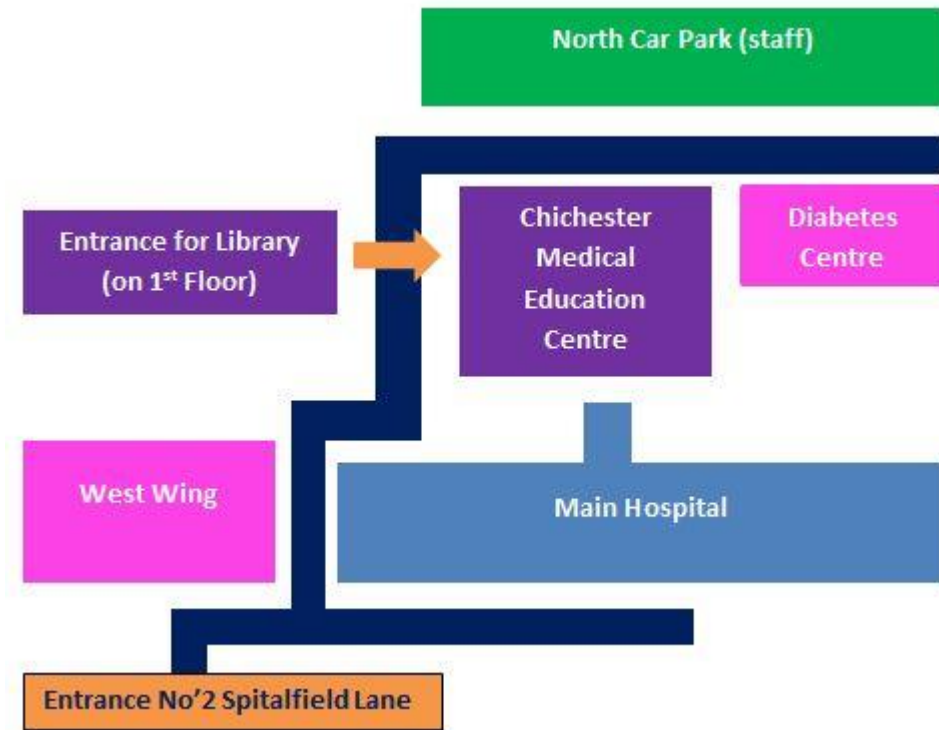 North Car Park (staff)
Entrance for Library
(on 1st Floor)
Chichester
Medical
Education
Centre
Diabetes
Centre
West Wing
Main Hospital
Entrance No'2 Spitalfield Lane